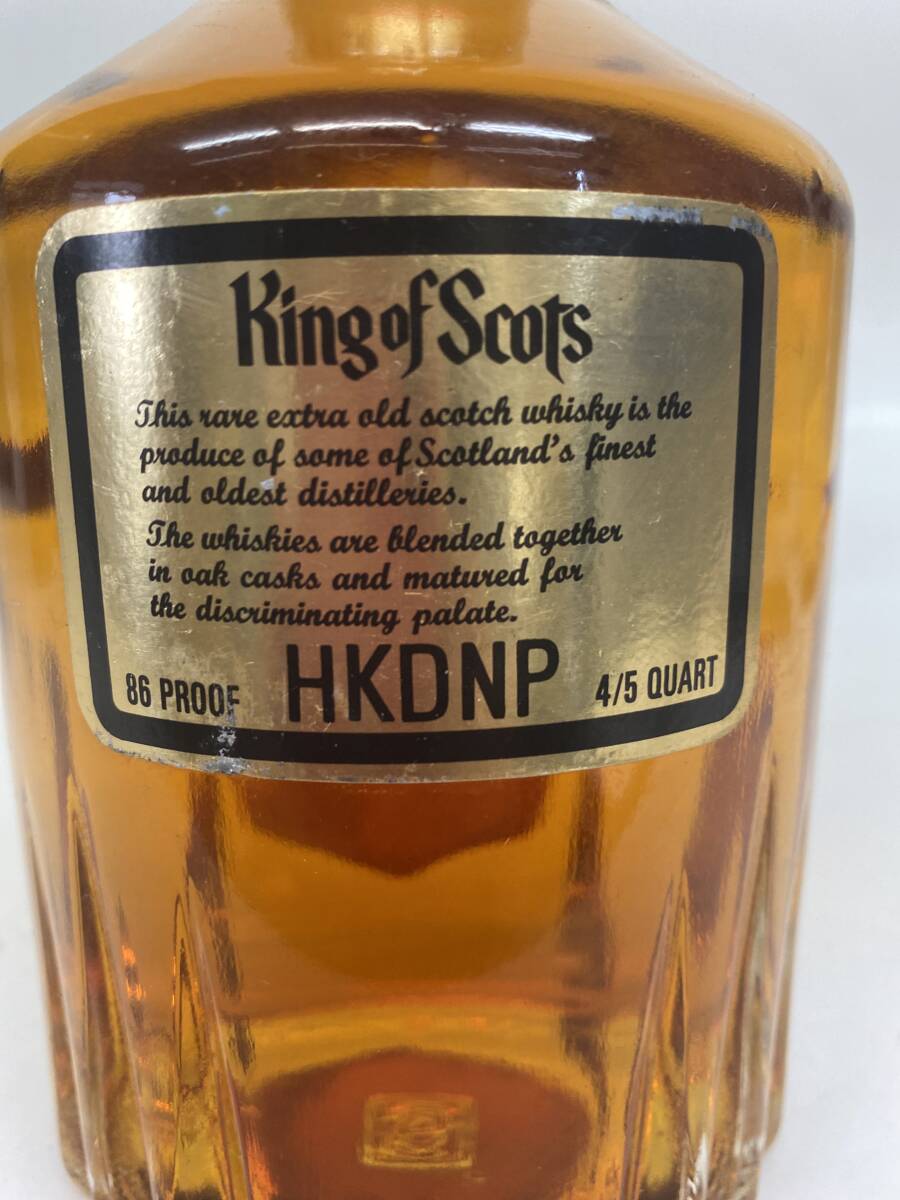 King of Scots
This rare extra old scotch whisky is the
produce of some of Scotland's finest
and oldest distilleries.
The whiskies are blended together
in oak casks and matured for
the discriminating palate.
86 PROOF HKDNP 4/5 QUART